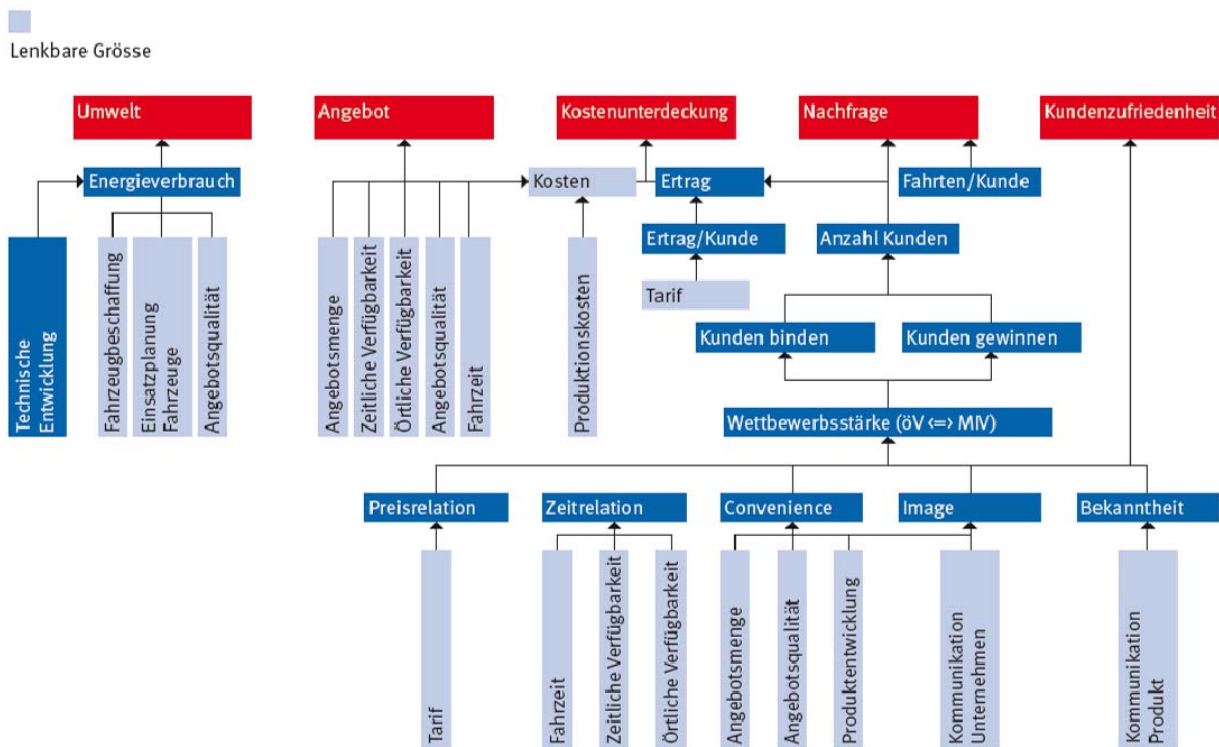 Lenkbare Grösse
Umwelt
Angebot
Kostenunterdeckung
Nachfrage
Kundenzufriedenheit
Energieverbrauch
Kosten
Ertrag
Fahrten/Kunde
Ertrag/Kunde
Anzahl Kunden
Tarif
Kunden binden
Kunden gewinnen
Technische
Entwicklung
Fahrzeugbeschaffung
Einsatzplanung
Fahrzeuge
Angebotsqualität
Angebotsmenge
Zeitliche Verfügbarkeit
Örtliche Verfügbarkeit
Angebotsqualität
Fahrzeit
Produktionskosten
Wettbewerbsstärke (öV <=> MIV)
Preisrelation
Zeitrelation
Convenience
Image
Bekanntheit
Tarif
Fahrzeit
Zeitliche Verfügbarkeit
Örtliche Verfügbarkeit
Angebotsmenge
Angebotsqualität
Produktentwicklung
Kommunikation
Unternehmen
Kommunikation
Produkt